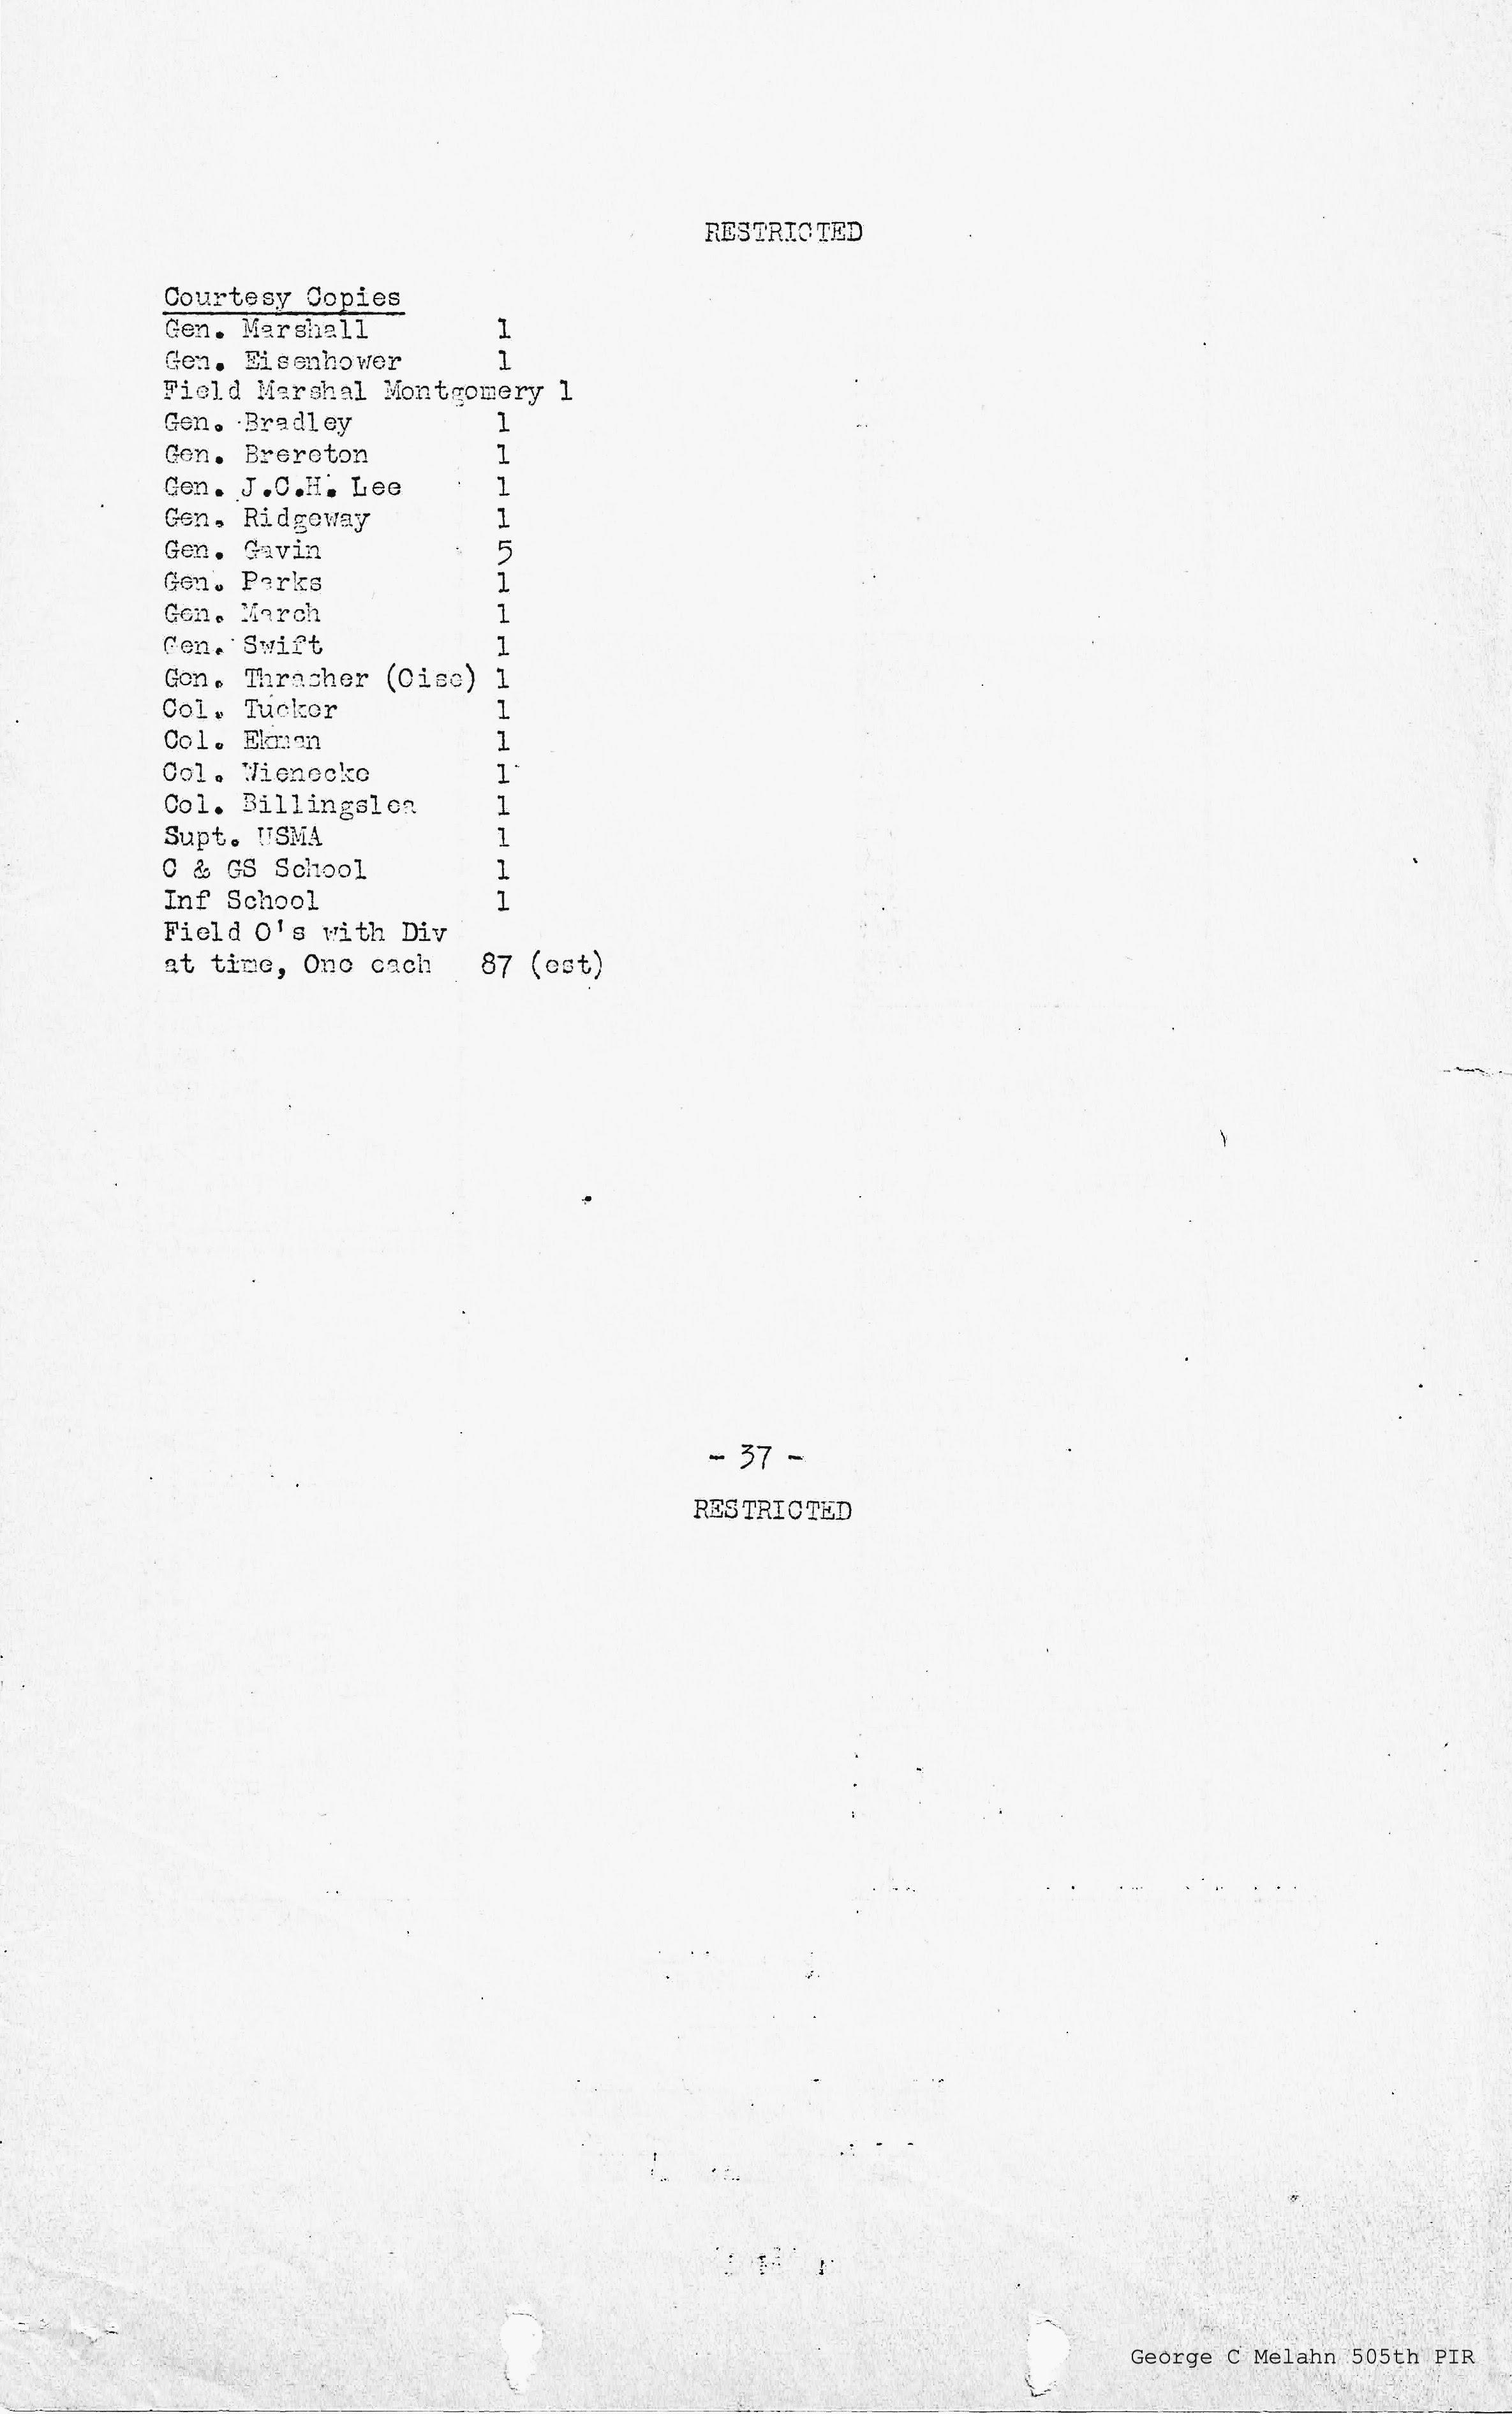 RESTRICTED
Courtesy Copies
Gen. Marshall 1
Gen. Eisenhower 1
Field Marshal Montgomery 1
Gen. Bradley 1
Gen. Brereton 1
Gen. J.C.H. Lee 1
Gen. Ridgeway 1
Gen. Gavin 5
Gen. Parks 1
Gen. March 1
Gen. Swift 1
Gen. Thrasher (Oise) 1
Col. Tucker 1
Col. Ekman 1
Col. Wienecke 1
Col. Billingslea 1
Supt. USMA 1
C & GS School 1
Inf School 1
Field O's with Div
at time, One each 87 (est)
- 37 -
RESTRICTED
George C Melahn 505th PIR